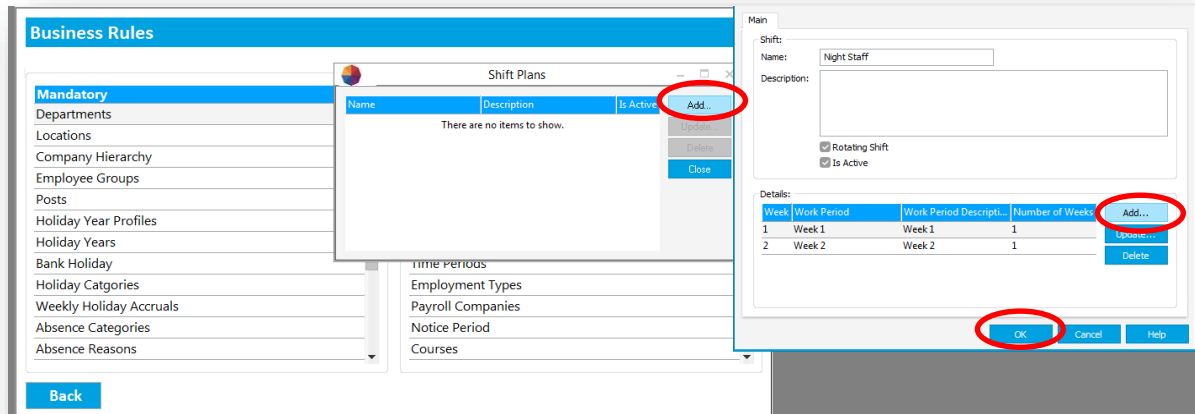 Business Rules
Mandatory
Departments
Locations
Company Hierarchy
Employee Groups
Posts
Holiday Year Profiles
Holiday Years
Bank Holiday
Holiday Catgories
Weekly Holiday Accruals
Absence Categories
Absence Reasons
Time Periods
Employment Types
Payroll Companies
Notice Period
Courses
Back
Shift Plans
Name Description Is Active
There are no items to show.
Add...
Update...
Delete
Close
Main
Shift:
Name: Night Staff
Description:
Rotating Shift
Is Active
Details:
Week Work Period Work Period Descripti... Number of Weeks
1 Week 1 Week 1 1
2 Week 2 Week 2 1
Add...
Update...
Delete
OK Cancel Help